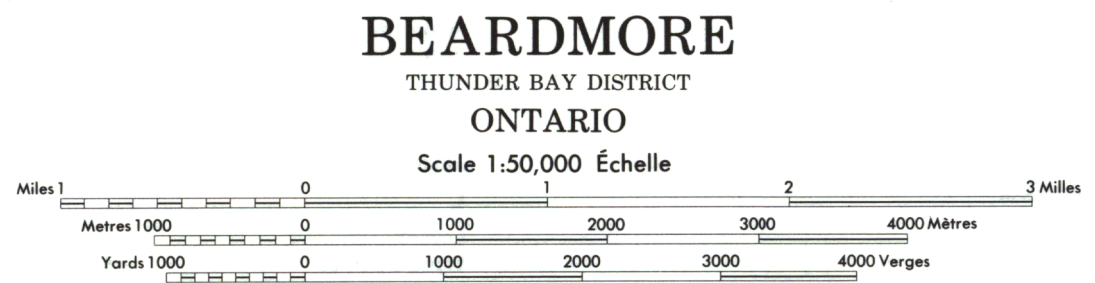 BEARDMORE
THUNDER BAY DISTRICT
ONTARIO
Scale 1:50,000 Échelle
Miles 1 0 1 2 3 Milles
Metres 1000 0 1000 2000 3000 4000 Mètres
Yards 1000 0 1000 2000 3000 4000 Verges